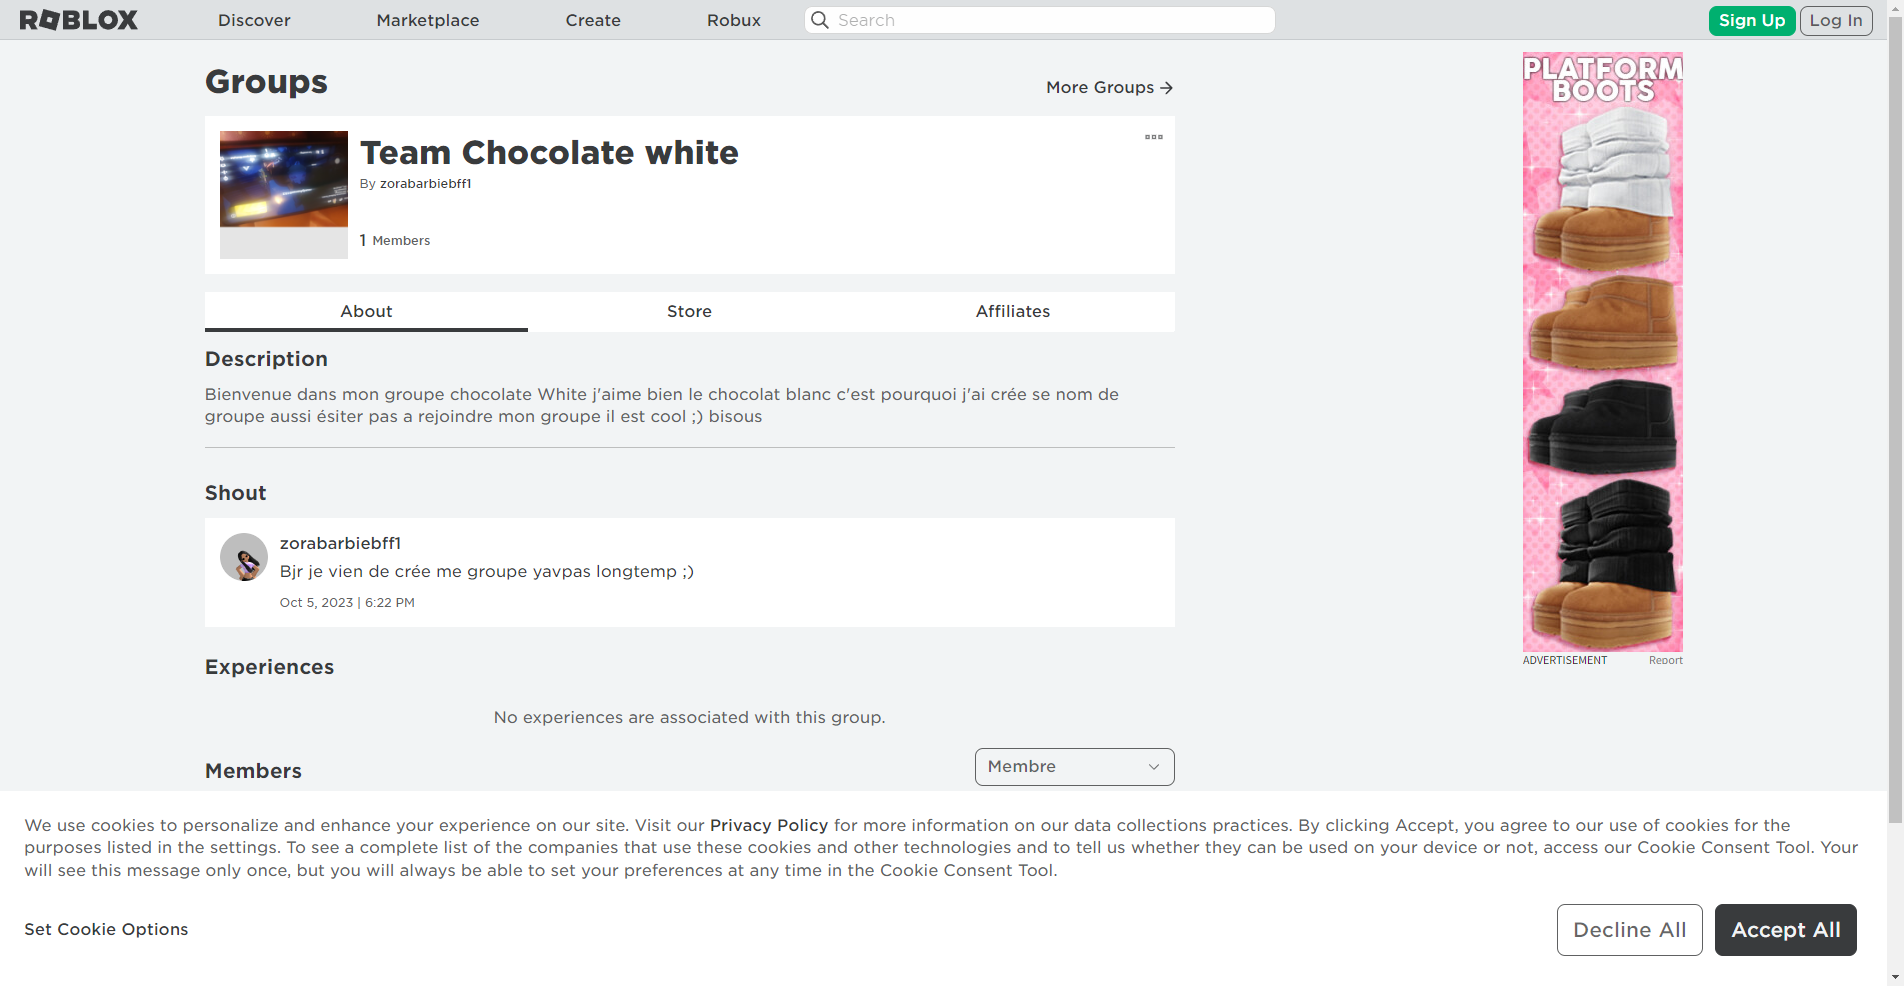 ROBLOX Discover Marketplace Create Robux Search Sign Up Log In
Groups
More Groups →
Team Chocolate white
By zorabarbiebff1
1 Members
About Store Affiliates
Description
Bienvenue dans mon groupe chocolate White j'aime bien le chocolat blanc c'est pourquoi j'ai crée se nom de
groupe aussi ésiter pas a rejoindre mon groupe il est cool ;) bisous
Shout
zorabarbiebff1
Bjr je vien de crée me groupe yavpas longtemp ;)
Oct 5, 2023 | 6:22 PM
Experiences
No experiences are associated with this group.
Members
Membre
PLATFORM
BOOTS
ADVERTISEMENT Report
We use cookies to personalize and enhance your experience on our site. Visit our Privacy Policy for more information on our data collections practices. By clicking Accept, you agree to our use of cookies for the
purposes listed in the settings. To see a complete list of the companies that use these cookies and other technologies and to tell us whether they can be used on your device or not, access our Cookie Consent Tool. Your
will see this message only once, but you will always be able to set your preferences at any time in the Cookie Consent Tool.
Set Cookie Options
Decline All
Accept All